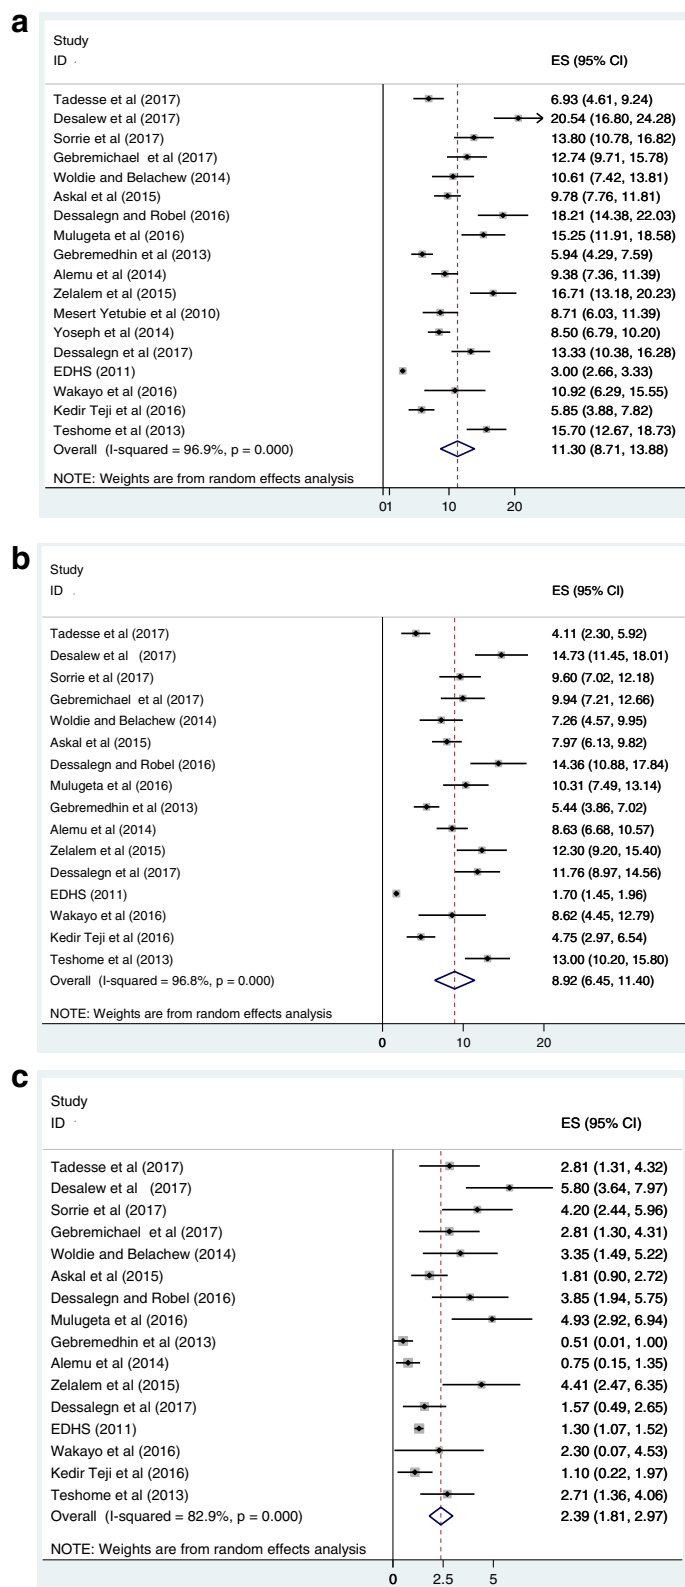 a
Study
ID ES (95% CI)
Tadesse et al (2017) 6.93 (4.61, 9.24)
Desalew et al (2017) 20.54 (16.80, 24.28)
Sorrie et al (2017) 13.80 (10.78, 16.82)
Gebremichael et al (2017) 12.74 (9.71, 15.78)
Woldie and Belachew (2014) 10.61 (7.42, 13.81)
Askal et al (2015) 9.78 (7.76, 11.81)
Dessalegn and Robel (2016) 18.21 (14.38, 22.03)
Mulugeta et al (2016) 15.25 (11.91, 18.58)
Gebremedhin et al (2013) 5.94 (4.29, 7.59)
Alemu et al (2014) 9.38 (7.36, 11.39)
Zelalem et al (2015) 16.71 (13.18, 20.23)
Mesert Yetubie et al (2010) 8.71 (6.03, 11.39)
Yoseph et al (2014) 8.50 (6.79, 10.20)
Dessalegn et al (2017) 13.33 (10.38, 16.28)
EDHS (2011) 3.00 (2.66, 3.33)
Wakayo et al (2016) 10.92 (6.29, 15.55)
Kedir Teji et al (2016) 5.85 (3.88, 7.82)
Teshome et al (2013) 15.70 (12.67, 18.73)
Overall (I-squared = 96.9%, p = 0.000) 11.30 (8.71, 13.88)
NOTE: Weights are from random effects analysis
01 10 20
b
Study
ID ES (95% CI)
Tadesse et al (2017) 4.11 (2.30, 5.92)
Desalew et al (2017) 14.73 (11.45, 18.01)
Sorrie et al (2017) 9.60 (7.02, 12.18)
Gebremichael et al (2017) 9.94 (7.21, 12.66)
Woldie and Belachew (2014) 7.26 (4.57, 9.95)
Askal et al (2015) 7.97 (6.13, 9.82)
Dessalegn and Robel (2016) 14.36 (10.88, 17.84)
Mulugeta et al (2016) 10.31 (7.49, 13.14)
Gebremedhin et al (2013) 5.44 (3.86, 7.02)
Alemu et al (2014) 8.63 (6.68, 10.57)
Zelalem et al (2015) 12.30 (9.20, 15.40)
Dessalegn et al (2017) 11.76 (8.97, 14.56)
EDHS (2011) 1.70 (1.45, 1.96)
Wakayo et al (2016) 8.62 (4.45, 12.79)
Kedir Teji et al (2016) 4.75 (2.97, 6.54)
Teshome et al (2013) 13.00 (10.20, 15.80)
Overall (I-squared = 96.8%, p = 0.000) 8.92 (6.45, 11.40)
NOTE: Weights are from random effects analysis
0 10 20
c
Study
ID ES (95% CI)
Tadesse et al (2017) 2.81 (1.31, 4.32)
Desalew et al (2017) 5.80 (3.64, 7.97)
Sorrie et al (2017) 4.20 (2.44, 5.96)
Gebremichael et al (2017) 2.81 (1.30, 4.31)
Woldie and Belachew (2014) 3.35 (1.49, 5.22)
Askal et al (2015) 1.81 (0.90, 2.72)
Dessalegn and Robel (2016) 3.85 (1.94, 5.75)
Mulugeta et al (2016) 4.93 (2.92, 6.94)
Gebremedhin et al (2013) 0.51 (0.01, 1.00)
Alemu et al (2014) 0.75 (0.15, 1.35)
Zelalem et al (2015) 4.41 (2.47, 6.35)
Dessalegn et al (2017) 1.57 (0.49, 2.65)
EDHS (2011) 1.30 (1.07, 1.52)
Wakayo et al (2016) 2.30 (0.07, 4.53)
Kedir Teji et al (2016) 1.10 (0.22, 1.97)
Teshome et al (2013) 2.71 (1.36, 4.06)
Overall (I-squared = 82.9%, p = 0.000) 2.39 (1.81, 2.97)
NOTE: Weights are from random effects analysis
0 2.5 5